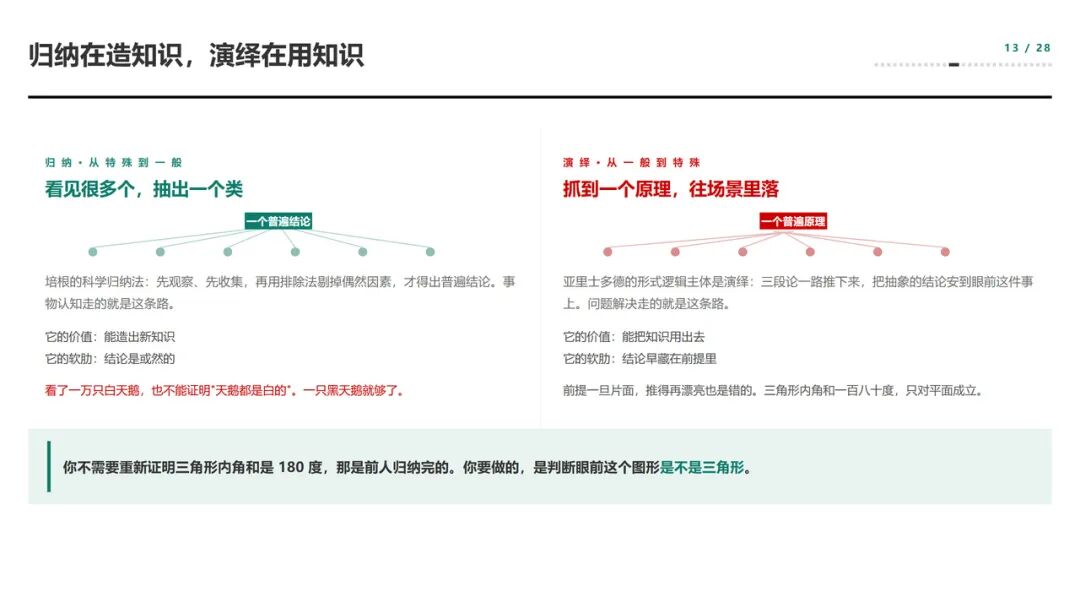 归纳在造知识，演绎在用知识
13 / 28
归纳·从特殊到一般
看见很多个，抽出一个类
一个普遍结论
培根的科学归纳法：先观察、先收集，再用排除法剔掉偶然因素，才得出普遍结论。事
物认知走的就是这条路。
它的价值：能造出新知识
它的软肋：结论是或然的
看了一万只白天鹅，也不能证明"天鹅都是白的"。一只黑天鹅就够了。
演绎·从一般到特殊
抓到一个原理，往场景里落
一个普遍原理
亚里士多德的形式逻辑主体是演绎：三段论一路推下来，把抽象的结论安到眼前这件事
上。问题解决走的就是这条路。
它的价值：能把知识用出去
它的软肋：结论早藏在前提里
前提一旦片面，推得再漂亮也是错的。三角形内角和一百八十度，只对平面成立。
你不需要重新证明三角形内角和是 180 度，那是前人归纳完的。你要做的，是判断眼前这个图形是不是三角形。